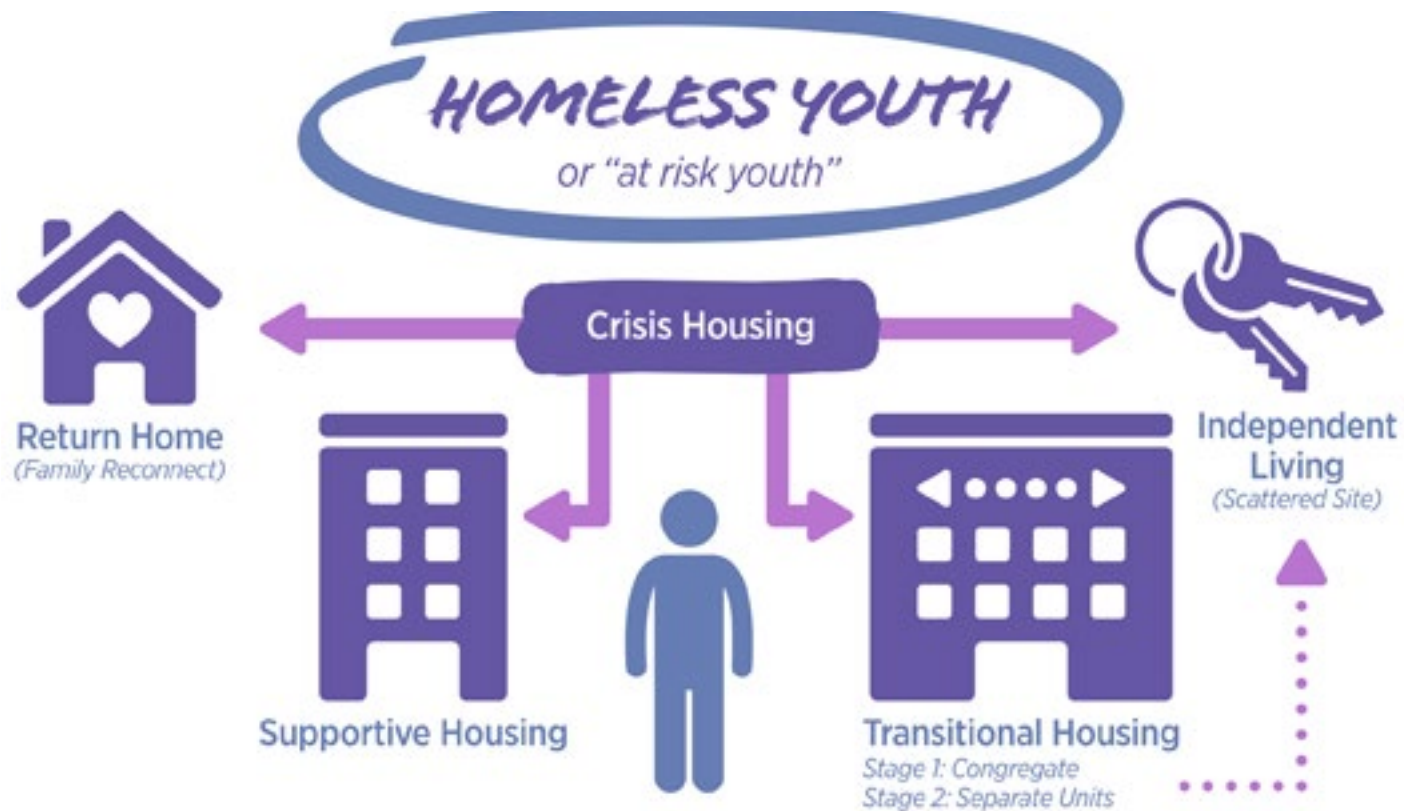 HOMELESS YOUTH
or “at risk youth”
Crisis Housing
Return Home
(Family Reconnect)
Independent
Living
(Scattered Site)
Supportive Housing
Transitional Housing
Stage 1: Congregate
Stage 2: Separate Units